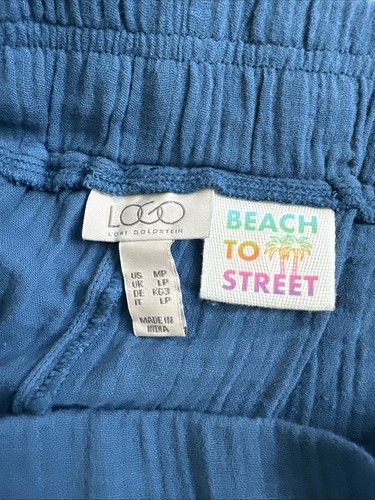 LOGO
LORI GOLDSTEIN
BEACH
TO
STREET
US MP
UK LP
DE KG3
IT LP
MADE IN
INDIA